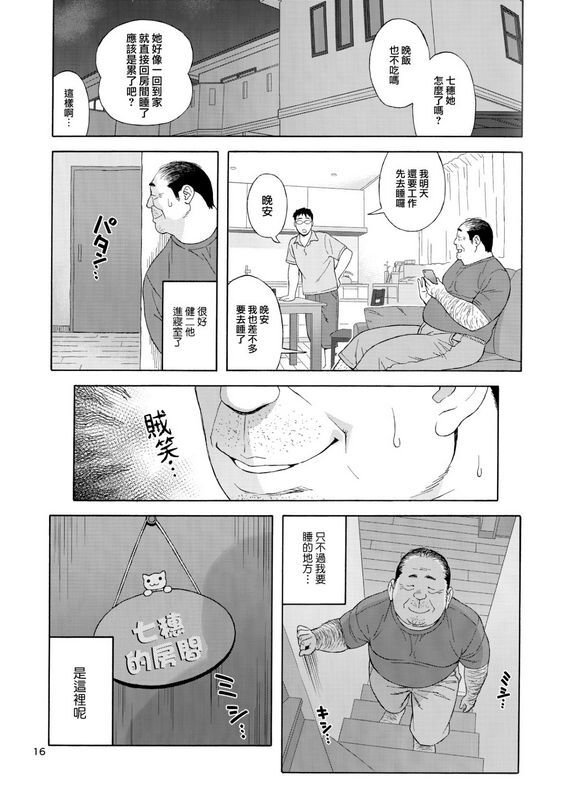 七穗她
怎麼了嗎?
晚飯
也不吃嗎
她好像一回到家
就直接回房間睡了
應該是累了吧?
這樣啊…
我明天
還要工作
先去睡囉
晚安
晚安
我也差不多
要去睡了
パタン…
很好
健二他
進寢室了
賊笑…
只不過我要
睡的地方…
キシ…
ミシ…
七穗
的房間
是這裡呢
16